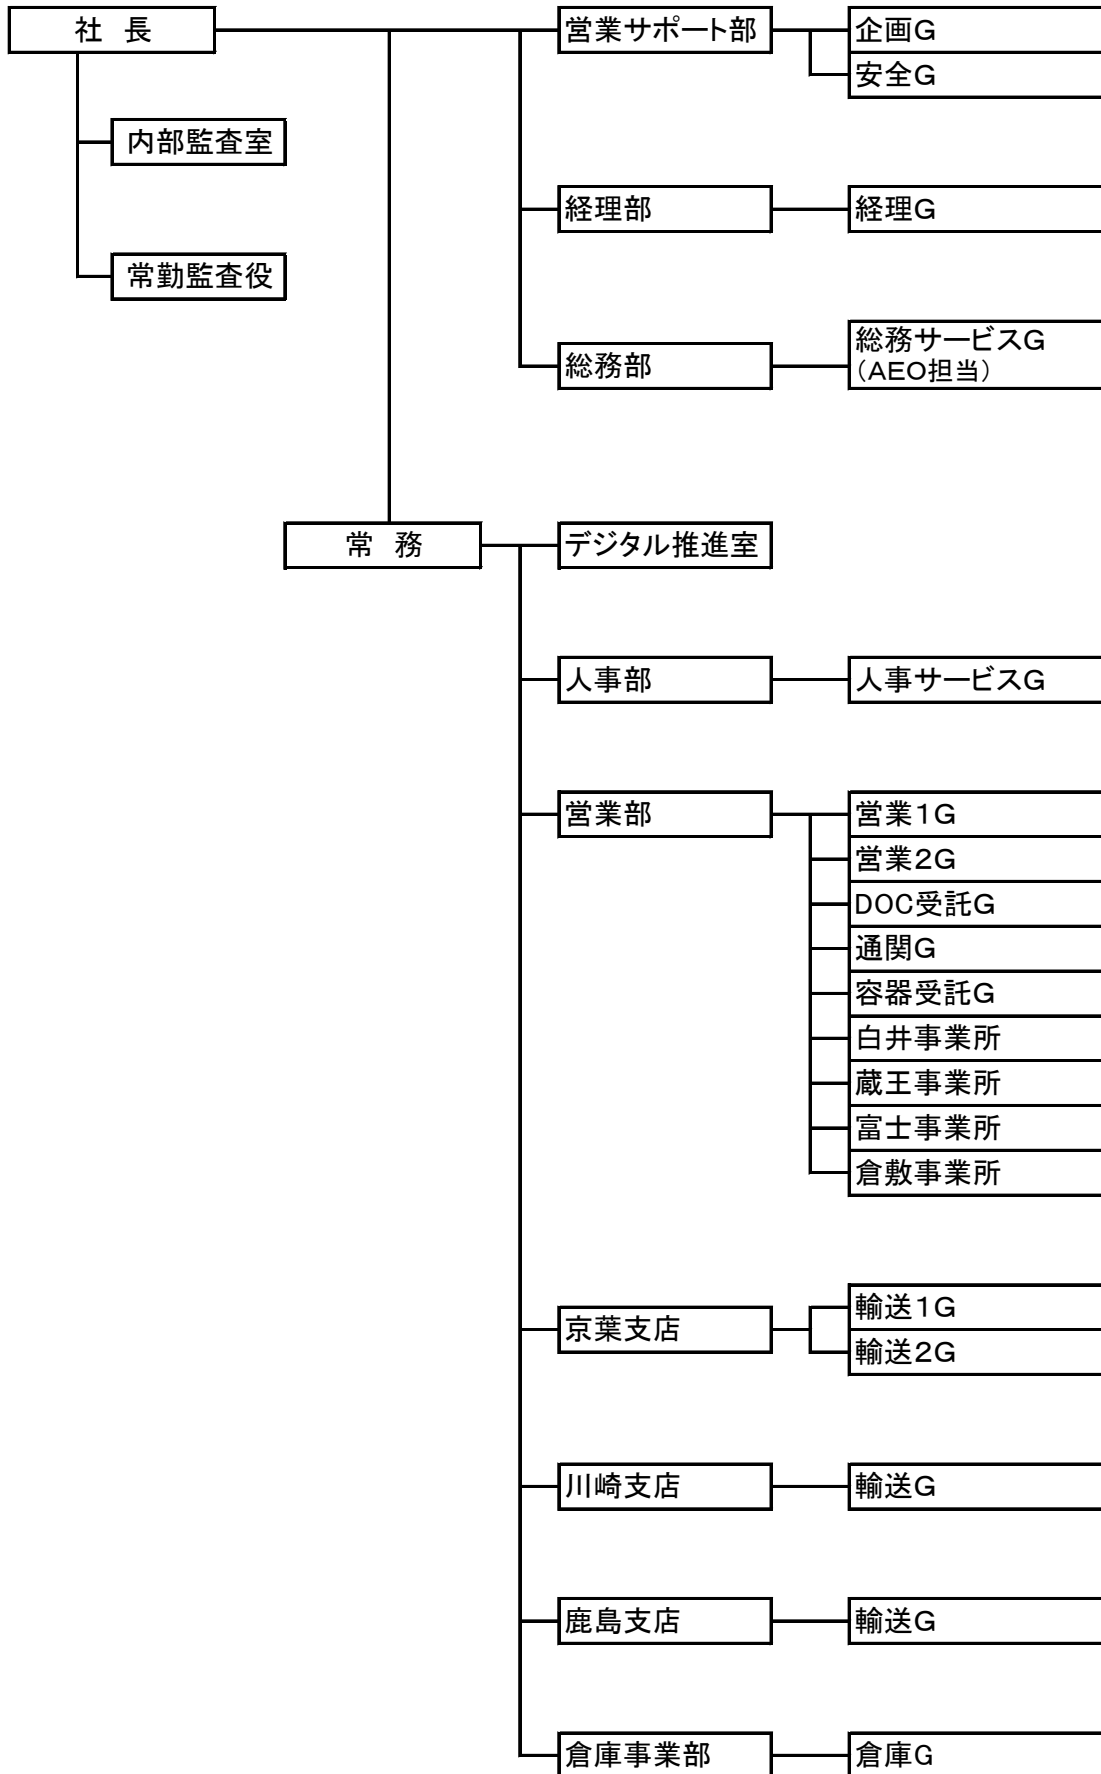 社 長
営業サポート部
企画G
安全G
内部監査室
経理部
経理G
常勤監査役
総務部
総務サービスG
(AEO担当)
常 務
デジタル推進室
人事部
人事サービスG
営業部
営業1G
営業2G
DOC受託G
通関G
容器受託G
白井事業所
蔵王事業所
富士事業所
倉敷事業所
京葉支店
輸送1G
輸送2G
川崎支店
輸送G
鹿島支店
輸送G
倉庫事業部
倉庫G